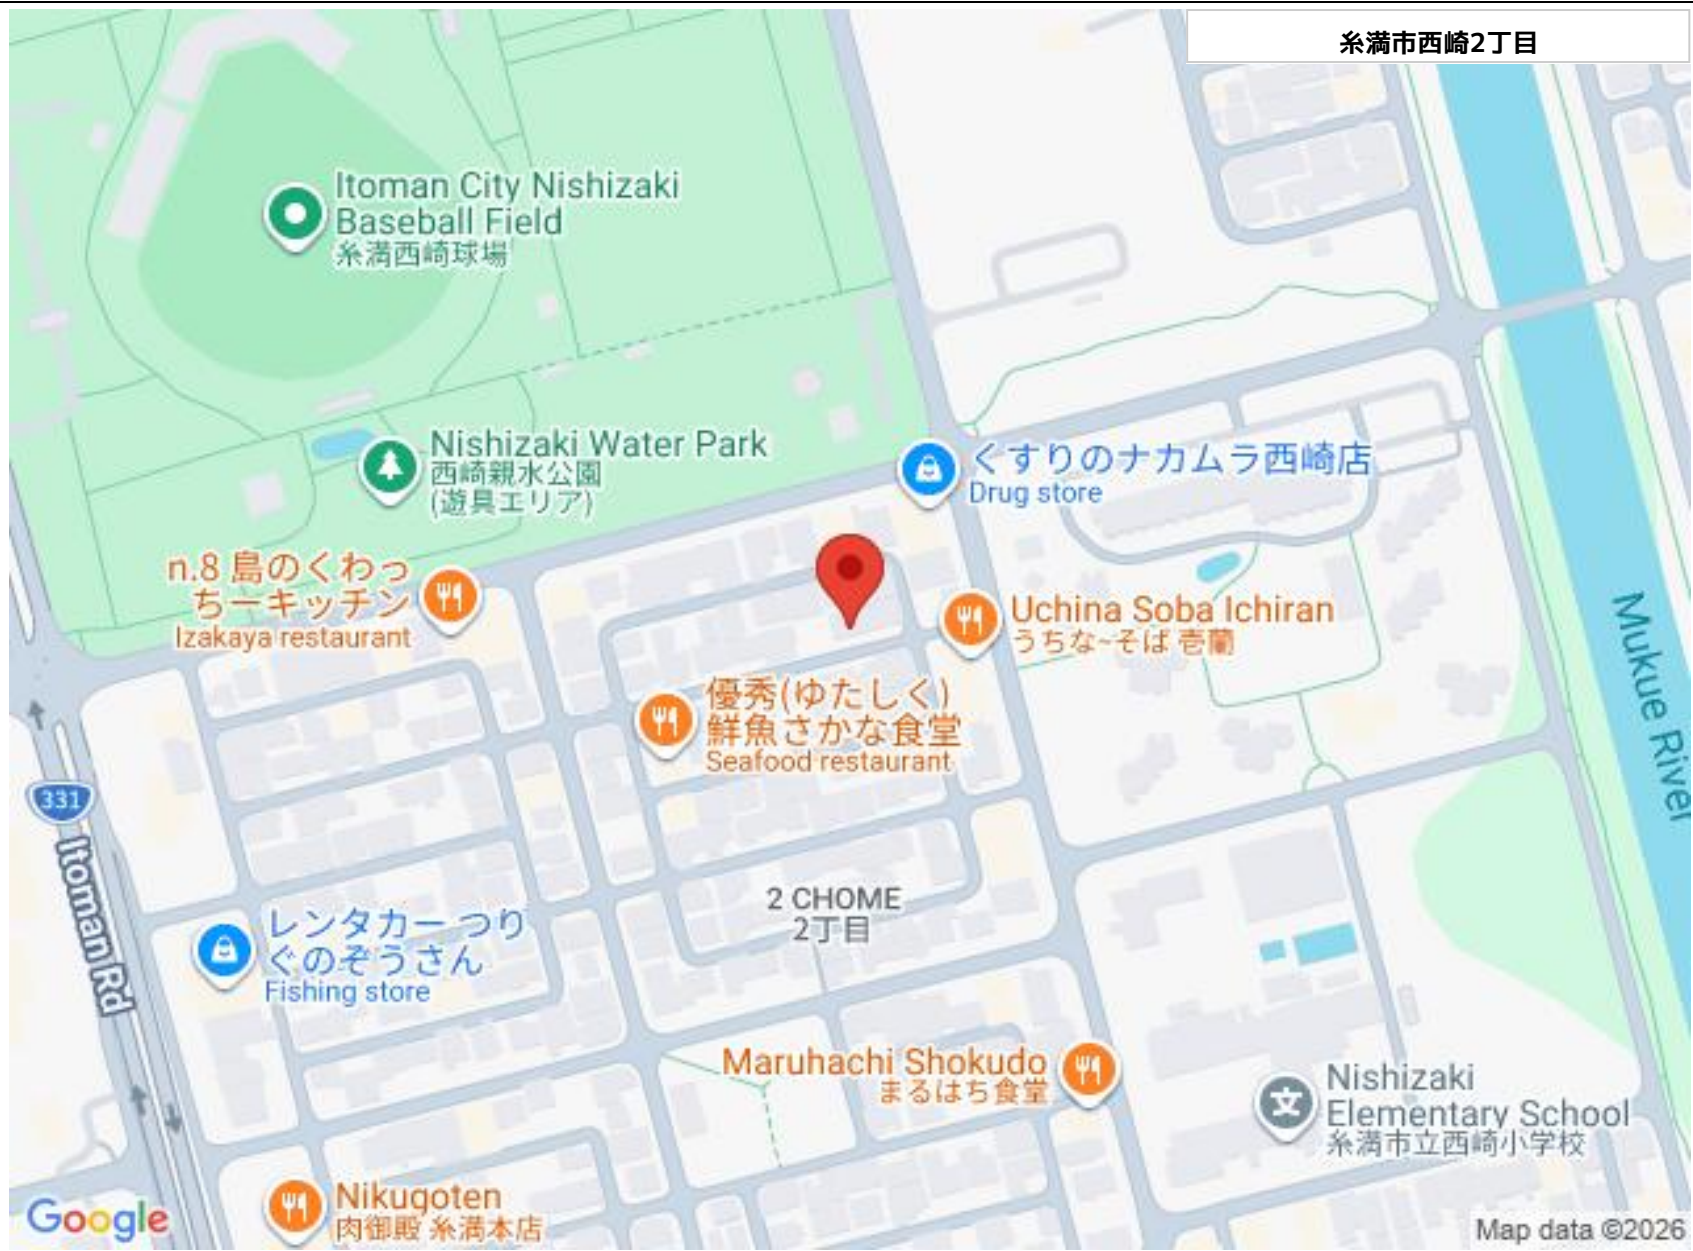 糸満市西崎2丁目
Itoman City Nishizaki
Baseball Field
糸満西崎球場
Nishizaki Water Park
西崎親水公園
(遊具エリア)
くすりのナカムラ西崎店
Drug store
n.8 島のくわっ
ちーキッチン
Izakaya restaurant
Uchina Soba Ichiran
うちな~そば 壱蘭
優秀(ゆたしく)
鮮魚さかな食堂
Seafood restaurant
Mukue River
331
Itoman Rd
2 CHOME
2丁目
レンタカー つり
ぐのぞうさん
Fishing store
Maruhachi Shokudo
まるはち食堂
文
Nishizaki
Elementary School
糸満市立西崎小学校
Nikugoten
肉御殿 糸満本店
Google
Map data ©2026